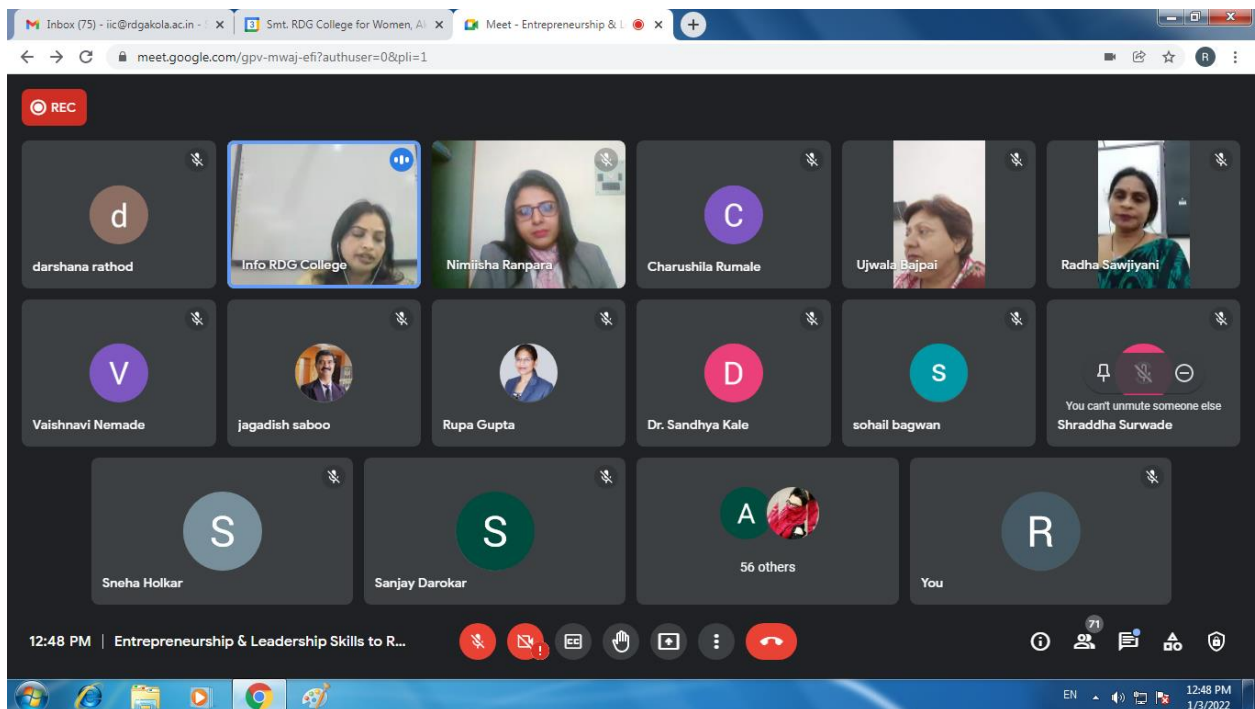 Inbox (75) - iic@rdgakola.ac.in - S
Smt. RDG College for Women, Ak
Meet - Entrepreneurship & L
meet.google.com/gpv-mwaj-efi?authuser=0&pli=1
R
REC
d
darshana rathod
Info RDG College
Nimiisha Ranpara
C
Charushila Rumale
Ujwala Bajpai
Radha Sawjiyani
V
Vaishnavi Nemade
jagadish saboo
Rupa Gupta
D
Dr. Sandhya Kale
s
sohail bagwan
You can't unmute someone else
Shraddha Surwade
S
Sneha Holkar
S
Sanjay Darokar
A
56 others
R
You
12:48 PM | Entrepreneurship & Leadership Skills to R...
CC
71
EN
12:48 PM
1/3/2022